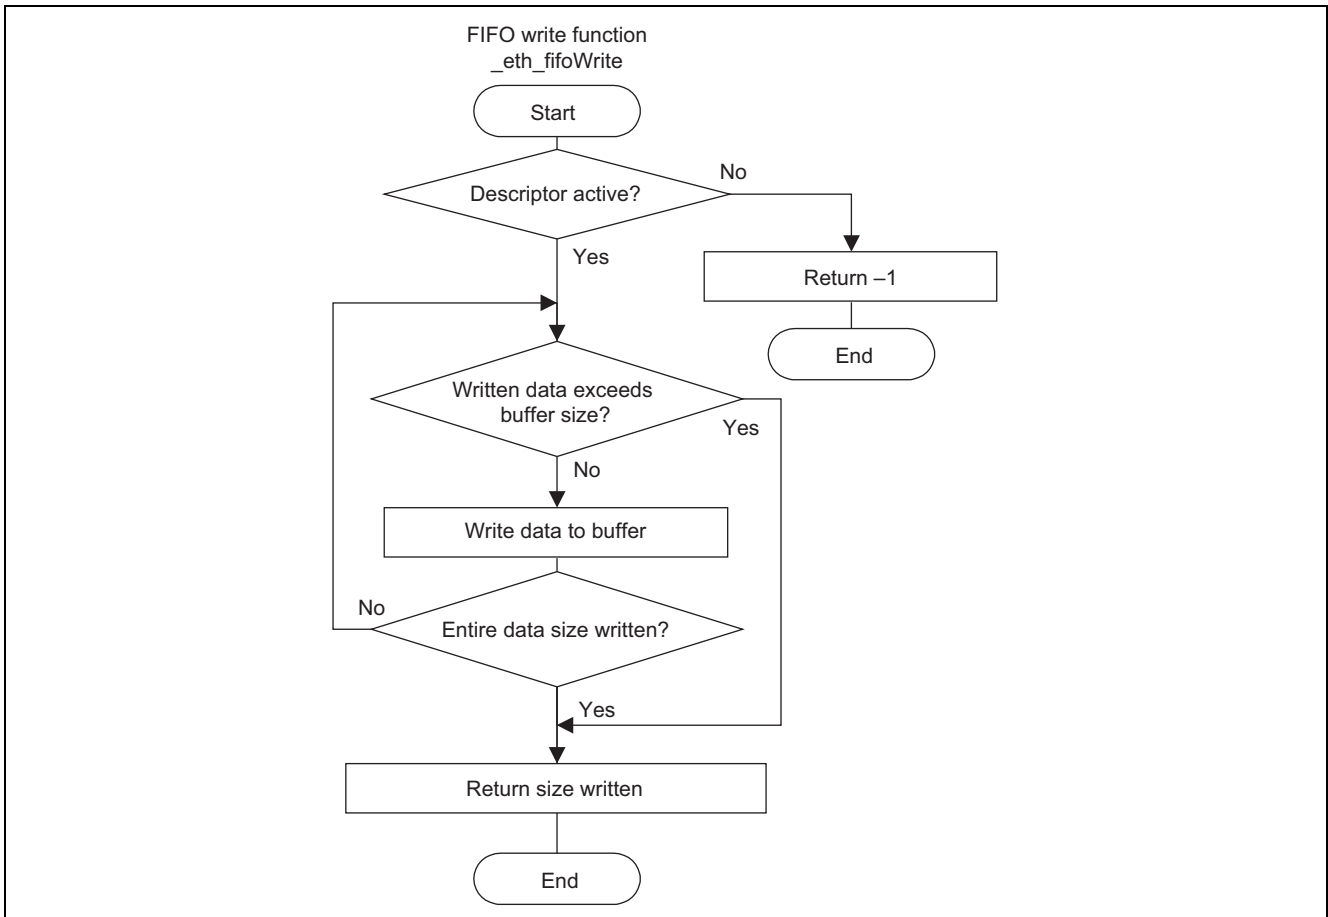 FIFO write function
_eth_fifoWrite
Start
Descriptor active?
No
Yes
Return –1
End
Written data exceeds
buffer size?
Yes
No
Write data to buffer
No
Entire data size written?
Yes
Return size written
End